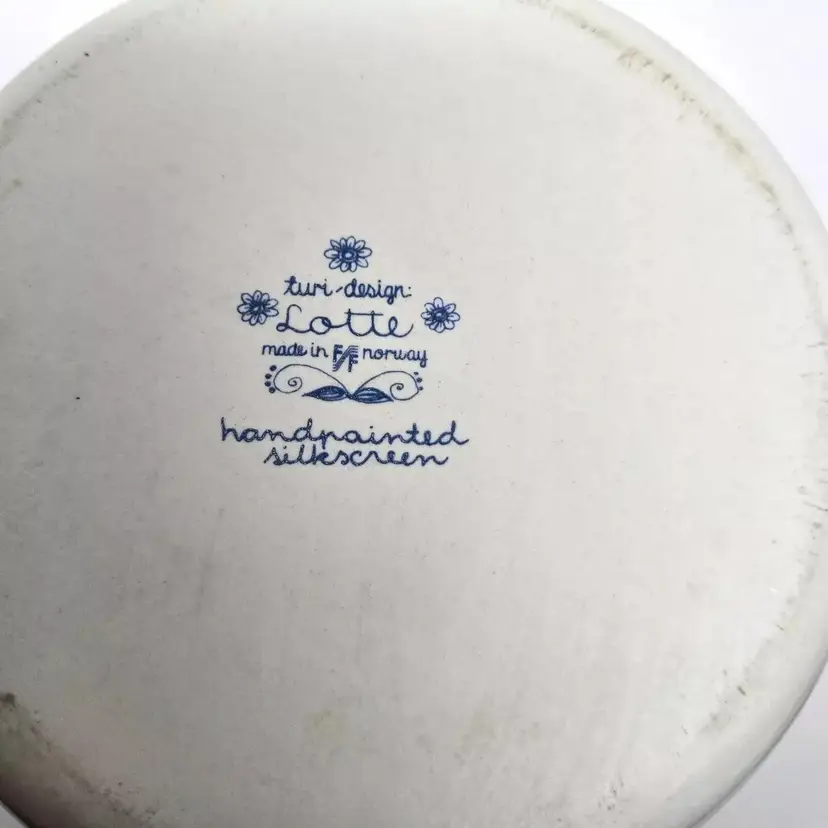 turi-design:
Lotte
made in F/F norway
handpainted
silkscreen